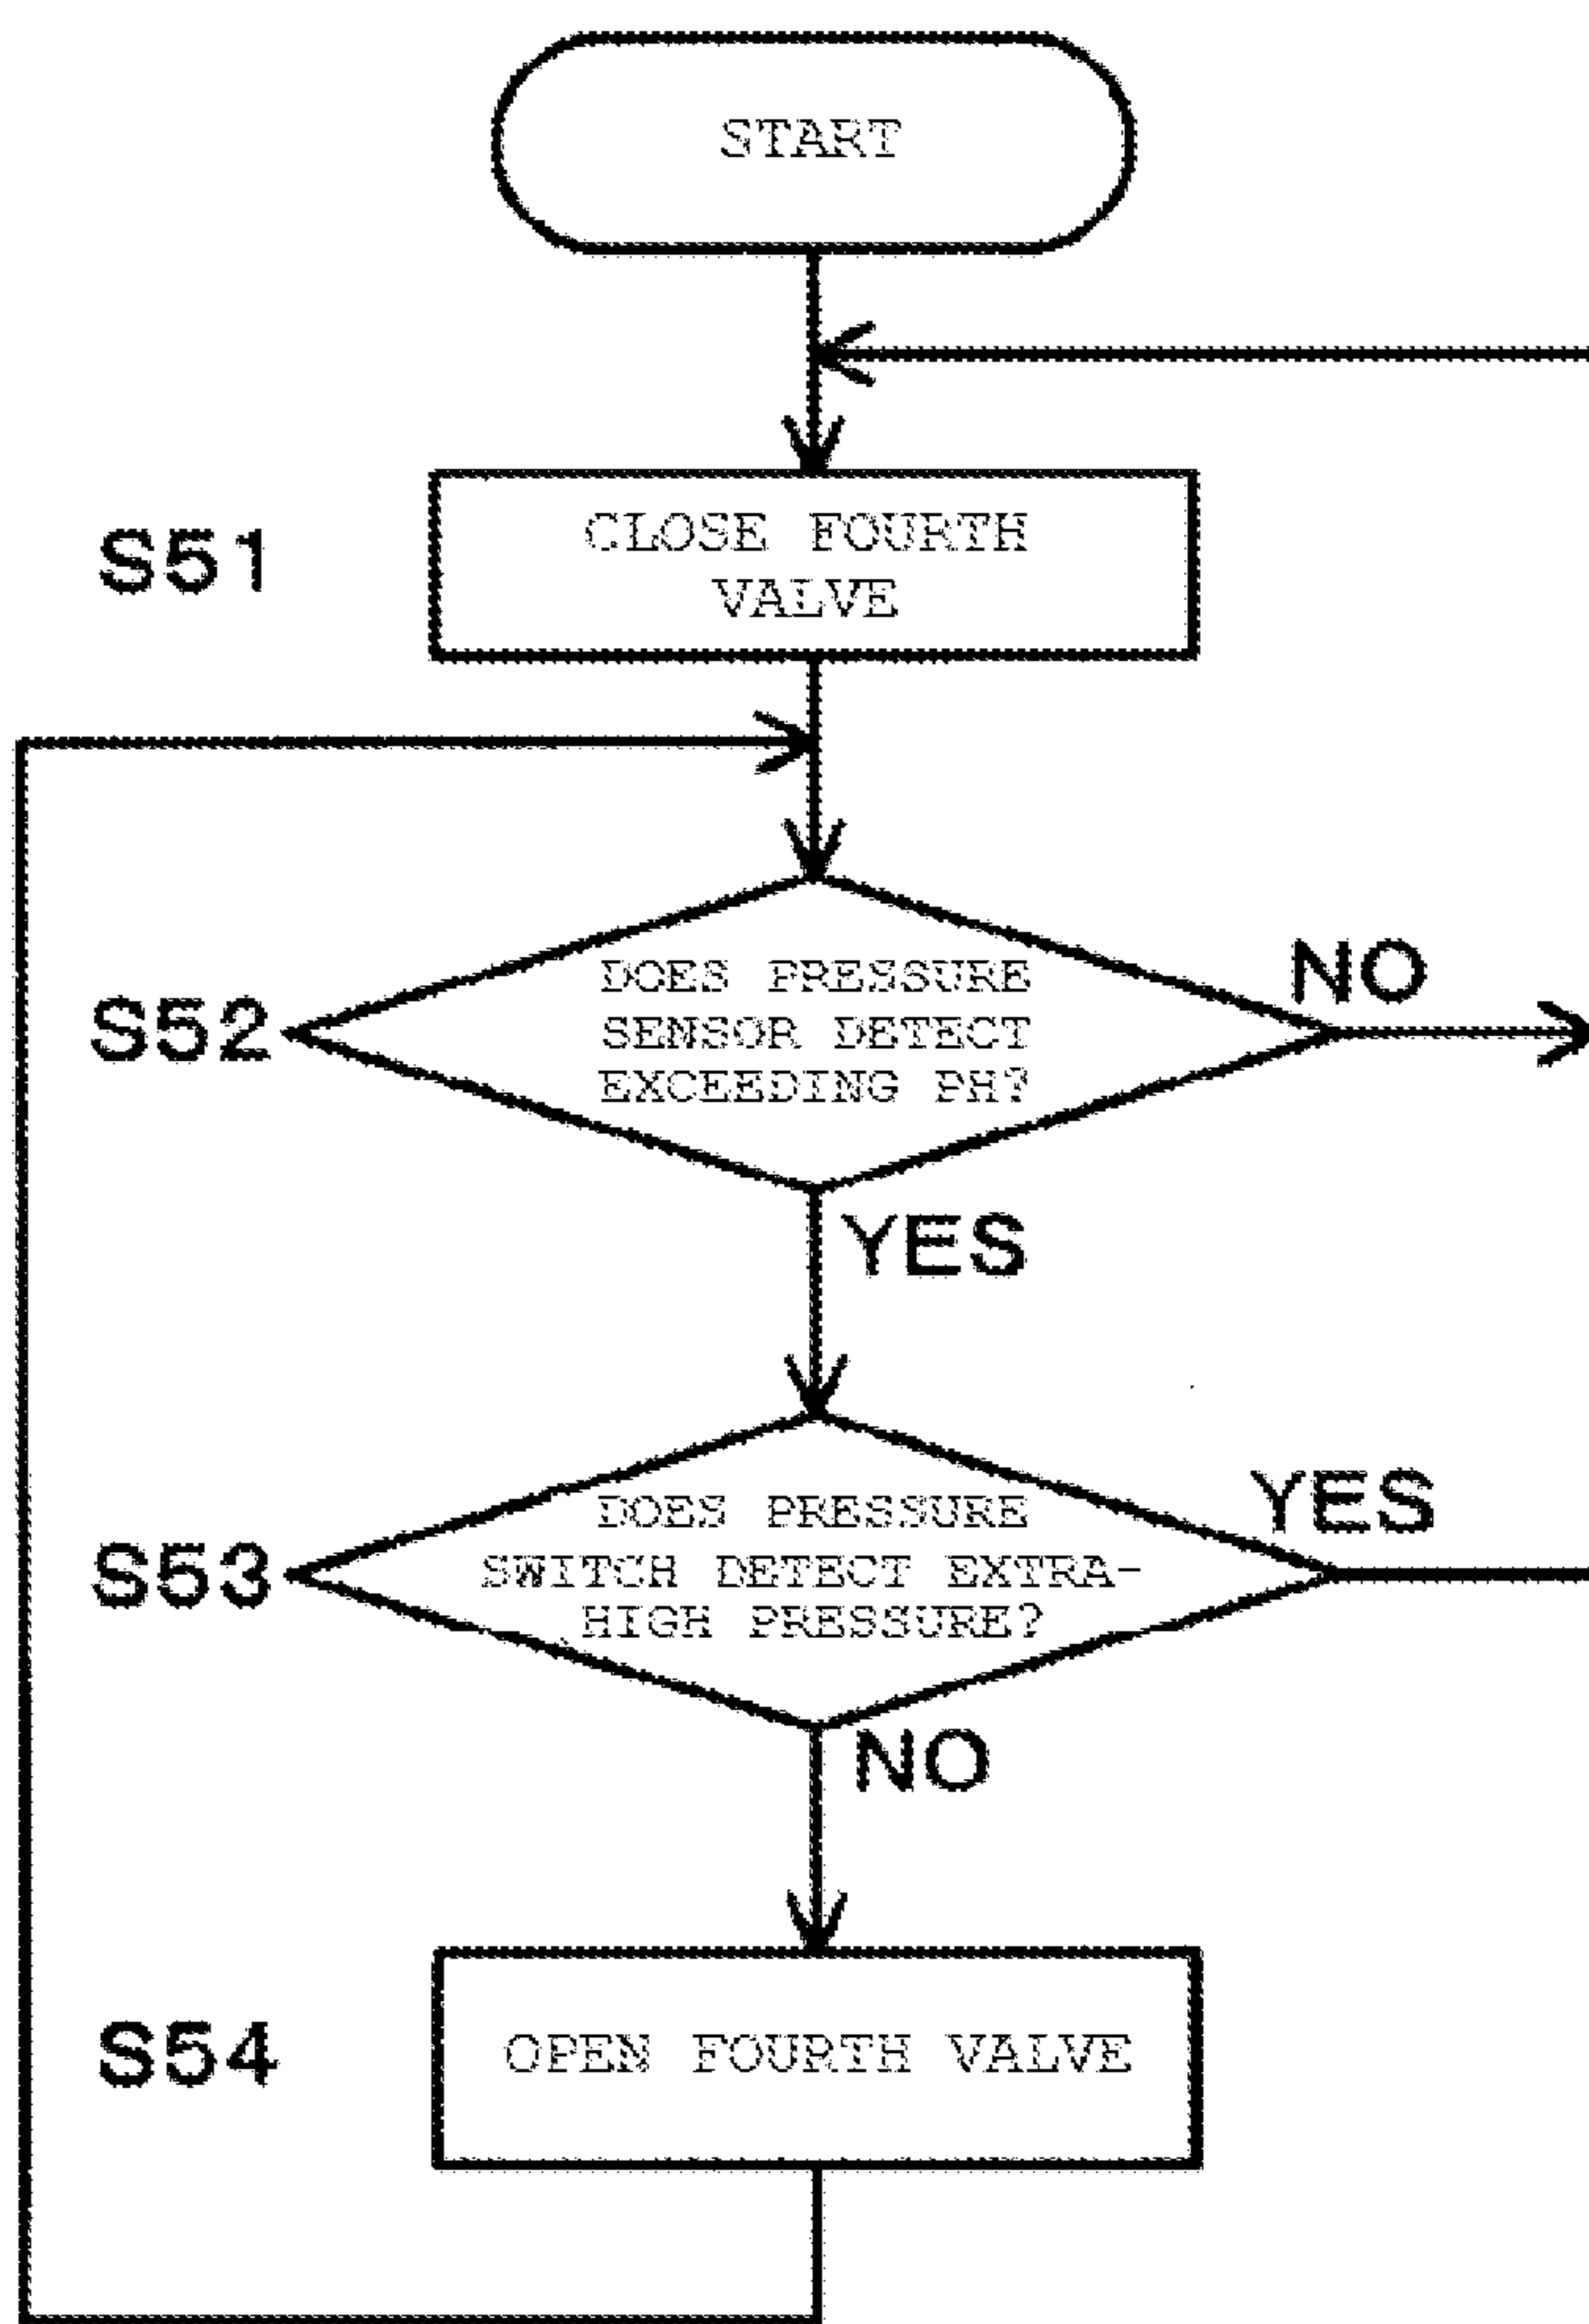 START
S51
CLOSE FOURTH
VALVE
S52
DOES PRESSURE
SENSOR DETECT
EXCEEDING PH?
NO
YES
S53
DOES PRESSURE
SWITCH DETECT EXTRA-
HIGH PRESSURE?
YES
NO
S54
OPEN FOURTH VALVE